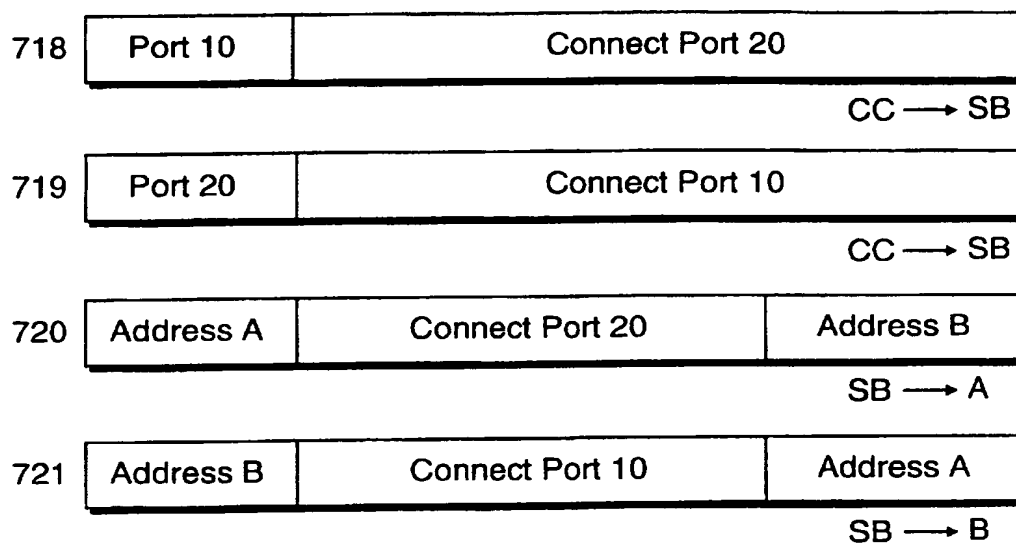 718 Port 10 Connect Port 20
CC → SB
719 Port 20 Connect Port 10
CC → SB
720 Address A Connect Port 20 Address B
SB → A
721 Address B Connect Port 10 Address A
SB → B